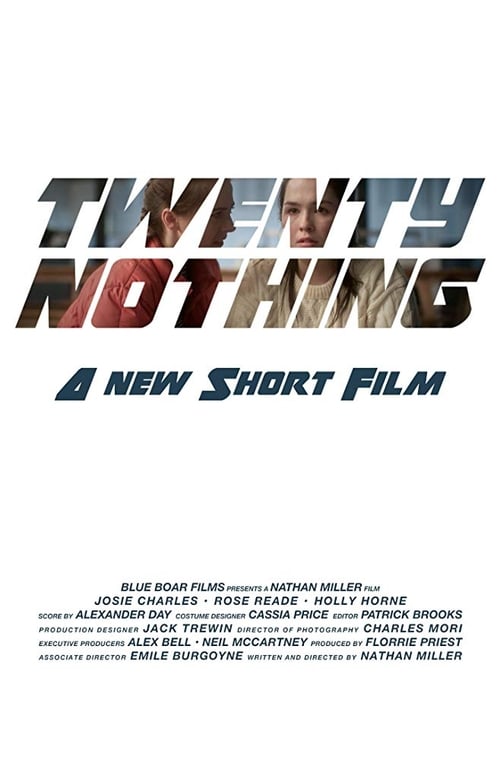 TWENTY
NOTHING
A NEW SHORT FILM
BLUE BOAR FILMS PRESENTS A NATHAN MILLER FILM
JOSIE CHARLES · ROSE READE · HOLLY HORNE
SCORE BY ALEXANDER DAY COSTUME DESIGNER CASSIA PRICE EDITOR PATRICK BROOKS
PRODUCTION DESIGNER JACK TREWIN DIRECTOR OF PHOTOGRAPHY CHARLES MORI
EXECUTIVE PRODUCERS ALEX BELL · NEIL MCCARTNEY PRODUCED BY FLORRIE PRIEST
ASSOCIATE DIRECTOR EMILE BURGOYNE WRITTEN AND DIRECTED BY NATHAN MILLER